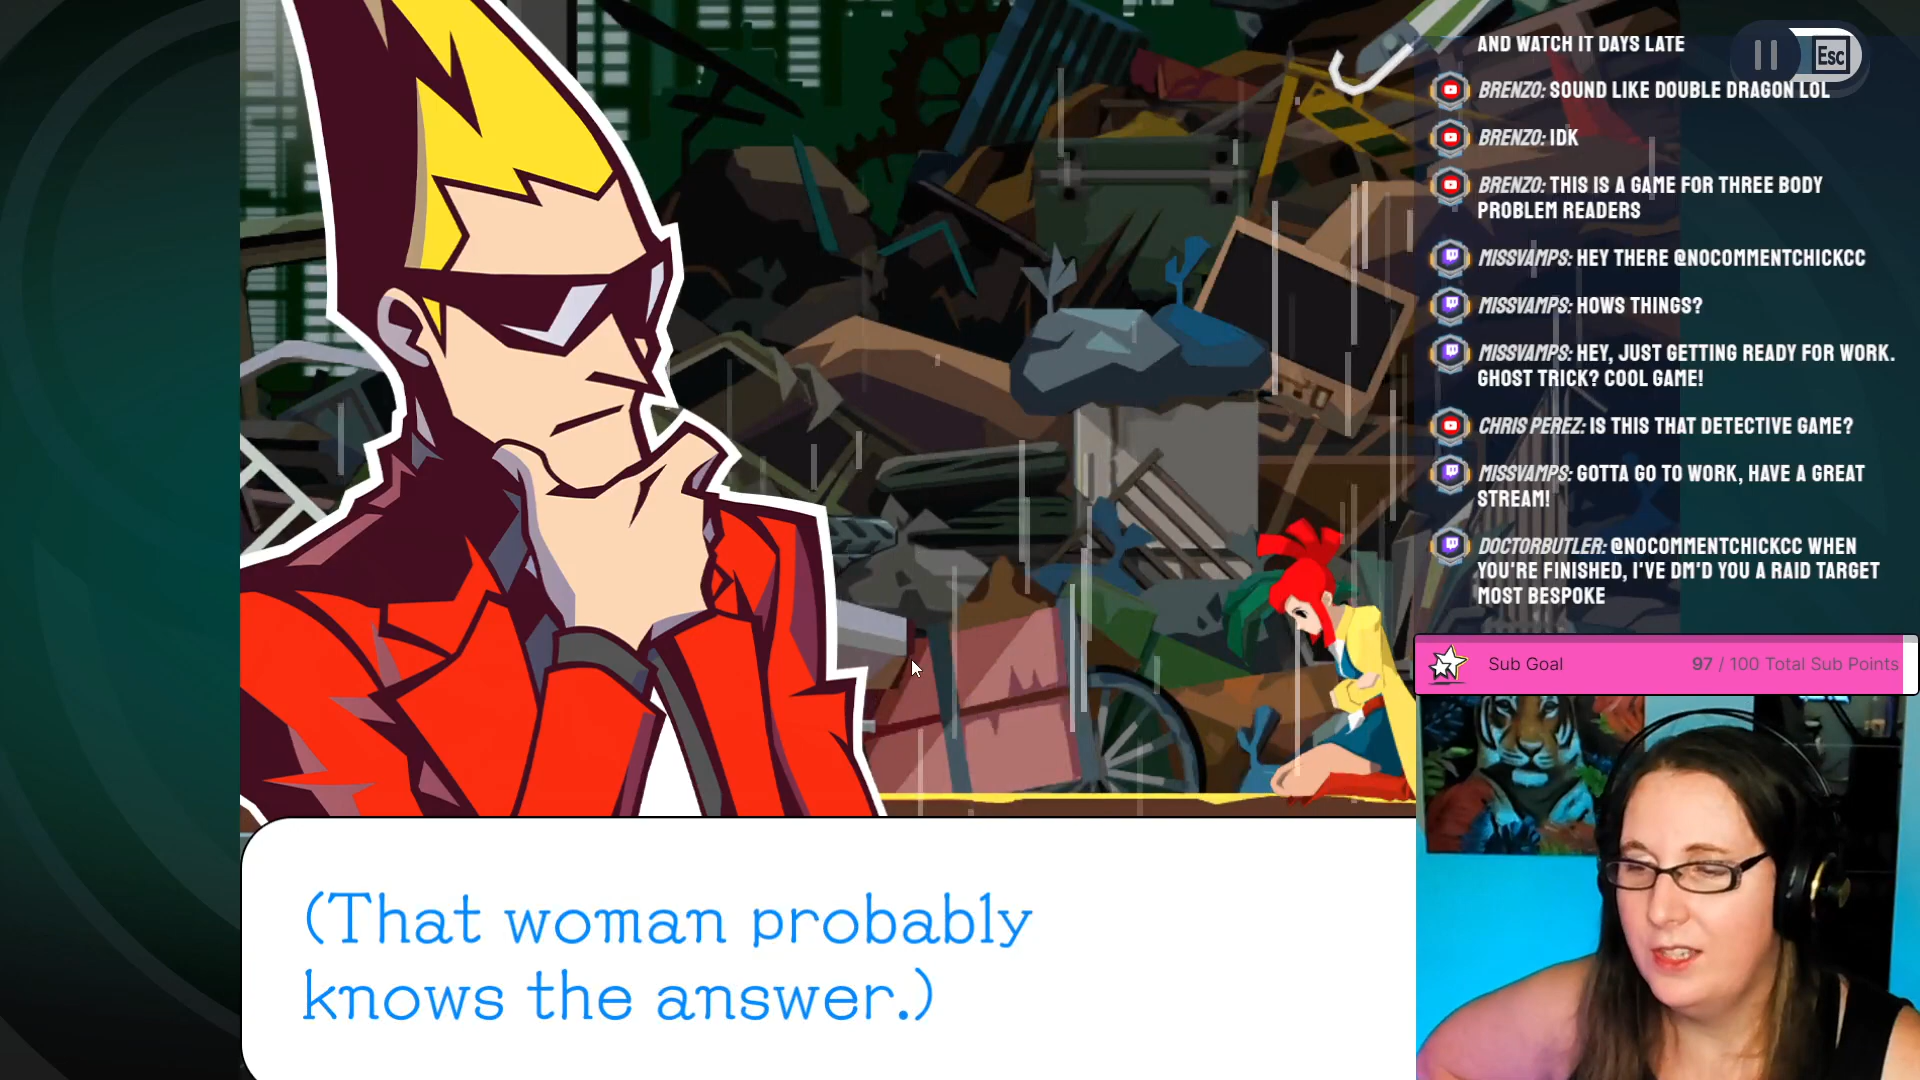 AND WATCH IT DAYS LATE
Esc
BRENZO: SOUND LIKE DOUBLE DRAGON LOL
BRENZO: IDK
BRENZO: THIS IS A GAME FOR THREE BODY
PROBLEM READERS
MISSVAMPS: HEY THERE @NOCOMMENTCHICKCC
MISSVAMPS: HOWS THINGS?
MISSVAMPS: HEY, JUST GETTING READY FOR WORK.
GHOST TRICK? COOL GAME!
CHRIS PEREZ: IS THIS THAT DETECTIVE GAME?
MISSVAMPS: GOTTA GO TO WORK, HAVE A GREAT
STREAM!
DOCTORBUTLER: @NOCOMMENTCHICKCC WHEN
YOU'RE FINISHED, I'VE DM'D YOU A RAID TARGET
MOST BESPOKE
Sub Goal 97 / 100 Total Sub Points
(That woman probably
knows the answer.)